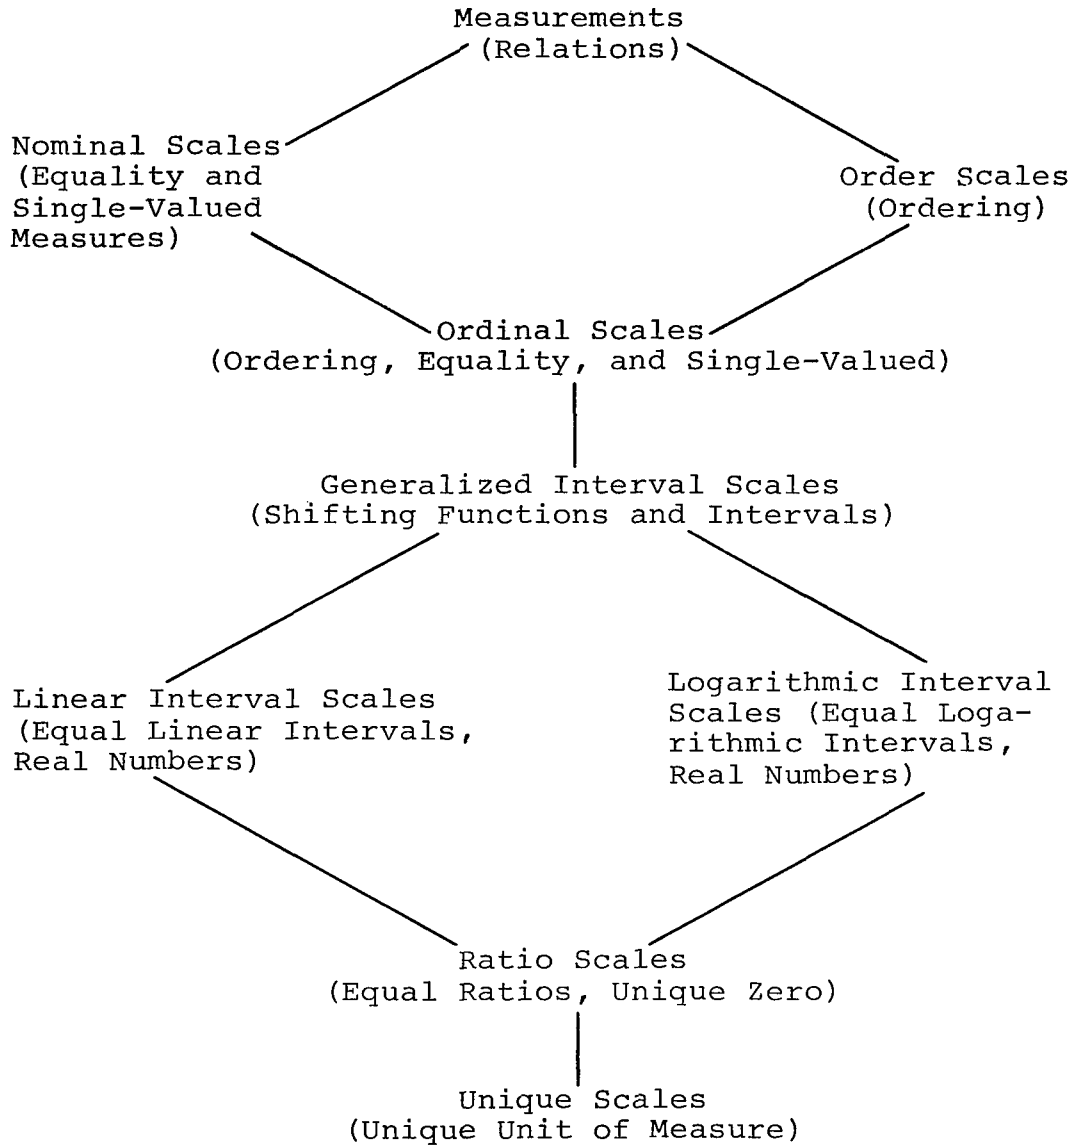 Measurements
(Relations)
Nominal Scales
(Equality and
Single-Valued
Measures)
Order Scales
(Ordering)
Ordinal Scales
(Ordering, Equality, and Single-Valued)
Generalized Interval Scales
(Shifting Functions and Intervals)
Linear Interval Scales
(Equal Linear Intervals,
Real Numbers)
Logarithmic Interval
Scales (Equal Loga-
rithmic Intervals,
Real Numbers)
Ratio Scales
(Equal Ratios, Unique Zero)
Unique Scales
(Unique Unit of Measure)